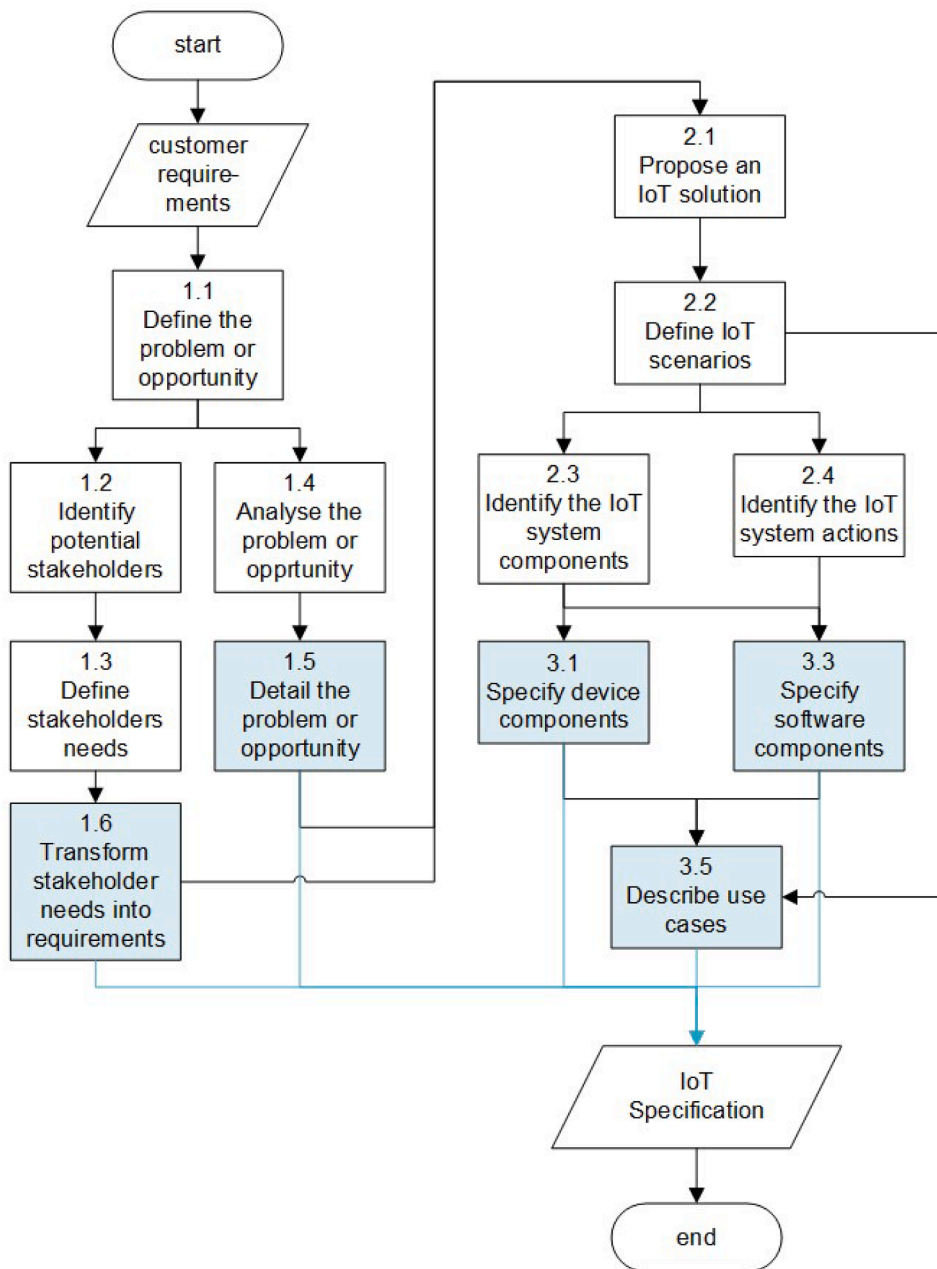 start
customer
require-
ments
1.1
Define the
problem or
opportunity
1.2
Identify
potential
stakeholders
1.4
Analyse the
problem or
opprtunity
1.3
Define
stakeholders
needs
1.5
Detail the
problem or
opportunity
1.6
Transform
stakeholder
needs into
requirements
2.1
Propose an
IoT solution
2.2
Define IoT
scenarios
2.3
Identify the IoT
system
components
2.4
Identify the IoT
system actions
3.1
Specify device
components
3.3
Specify
software
components
3.5
Describe use
cases
IoT
Specification
end